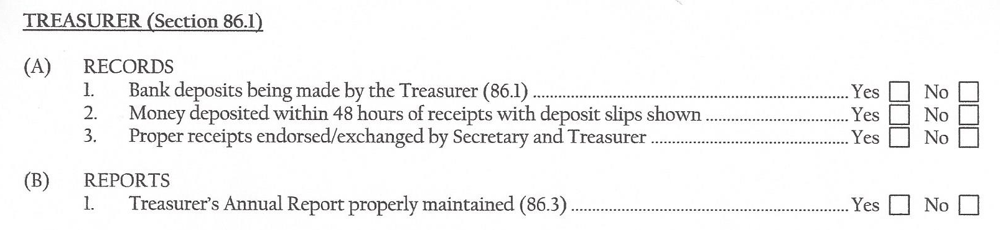 TREASURER (Section 86.1)
(A) RECORDS
1. Bank deposits being made by the Treasurer (86.1) ........................................ Yes ☐ No ☐
2. Money deposited within 48 hours of receipts with deposit slips shown .................... Yes ☐ No ☐
3. Proper receipts endorsed/exchanged by Secretary and Treasurer ........................... Yes ☐ No ☐
(B) REPORTS
1. Treasurer's Annual Report properly maintained (86.3) .................................... Yes ☐ No ☐